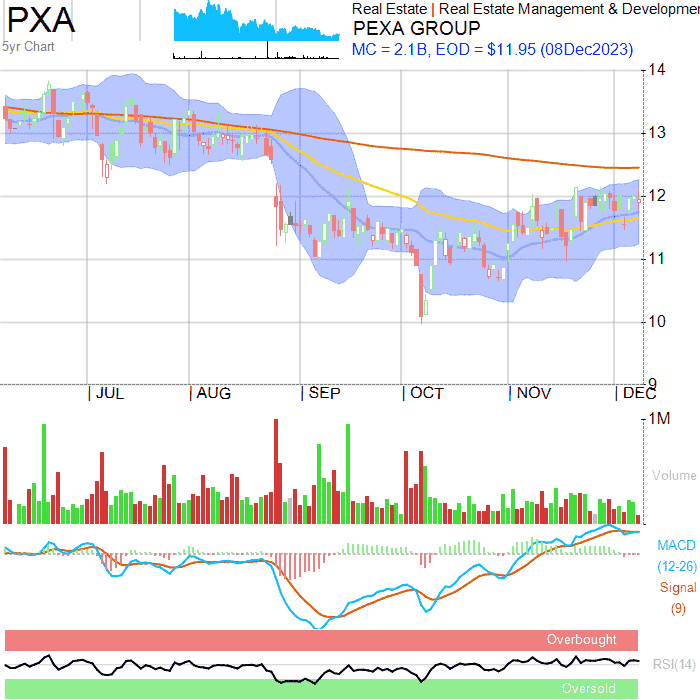 PXA
5yr Chart
Real Estate | Real Estate Management & Developmen
PEXA GROUP
MC = 2.1B, EOD = $11.95 (08Dec2023)
14
13
12
11
10
9
JUL AUG SEP OCT NOV DEC
1M
Volume
MACD
(12-26)
Signal
(9)
Overbought
RSI(14)
Oversold